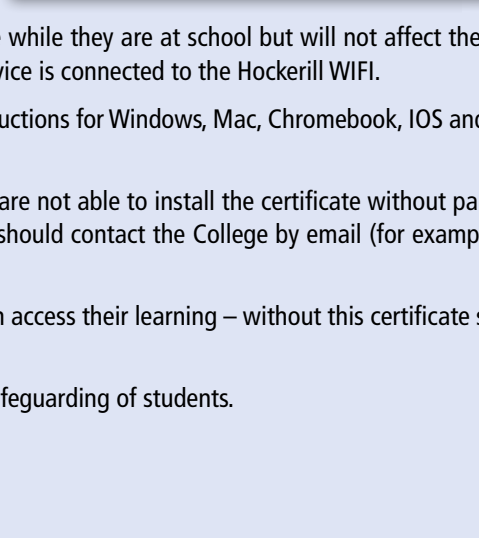 while they are at school but will not affect the
vice is connected to the Hockerill WIFI.
uctions for Windows, Mac, Chromebook, IOS and
are not able to install the certificate without pa
should contact the College by email (for examp
n access their learning – without this certificate s
feguarding of students.